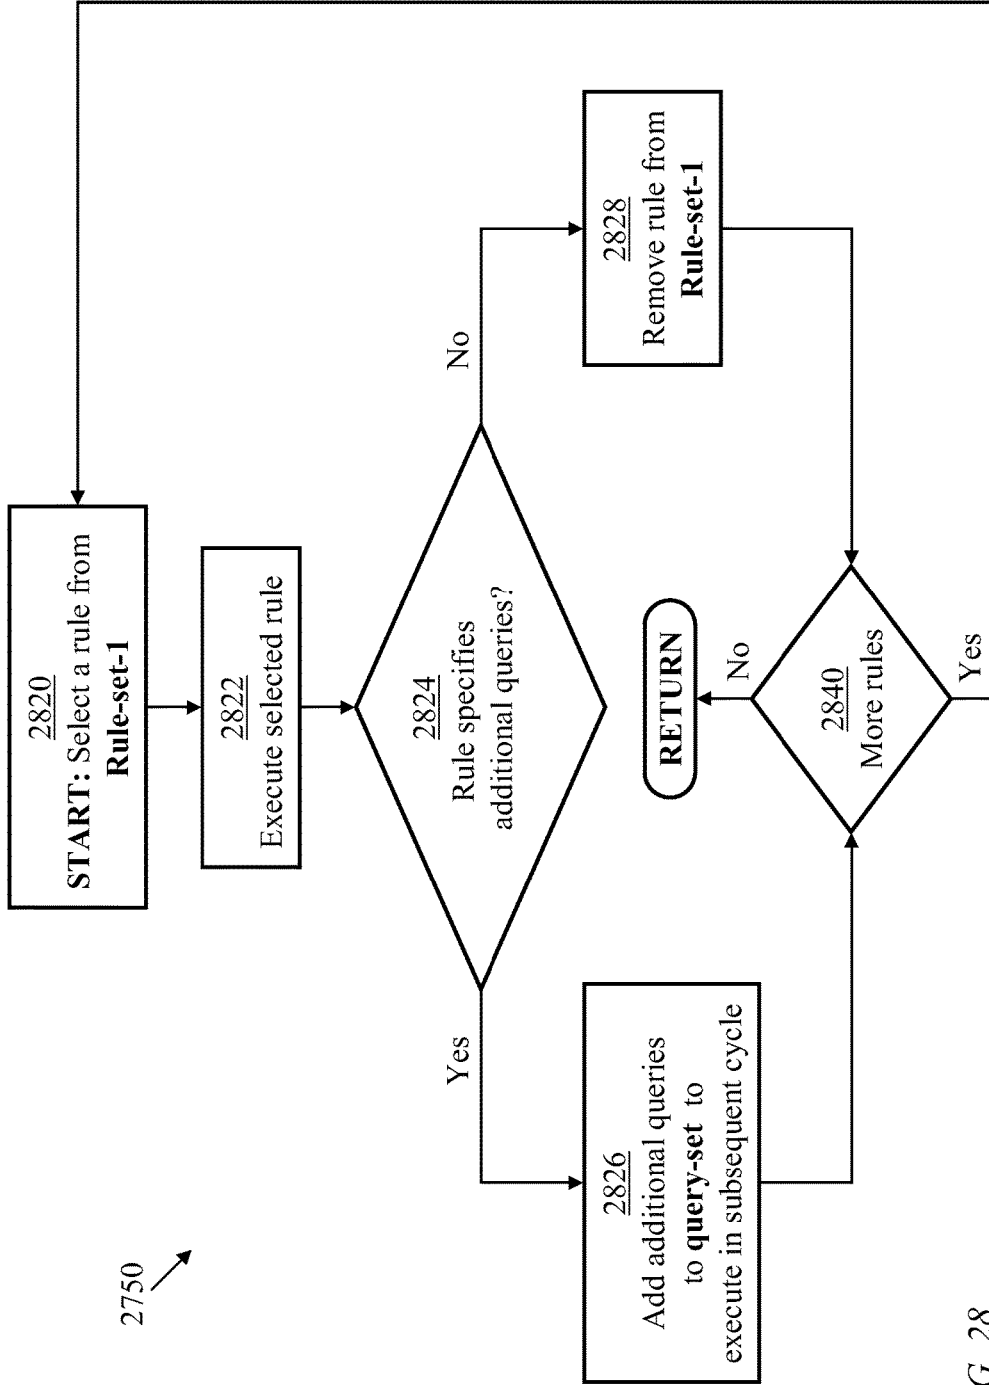 2750
2820
START: Select a rule from
Rule-set-1
2822
Execute selected rule
2824
Rule specifies
additional queries?
Yes
No
2826
Add additional queries
to query-set to
execute in subsequent cycle
2828
Remove rule from
Rule-set-1
RETURN
No
2840
More rules
Yes
G. 28